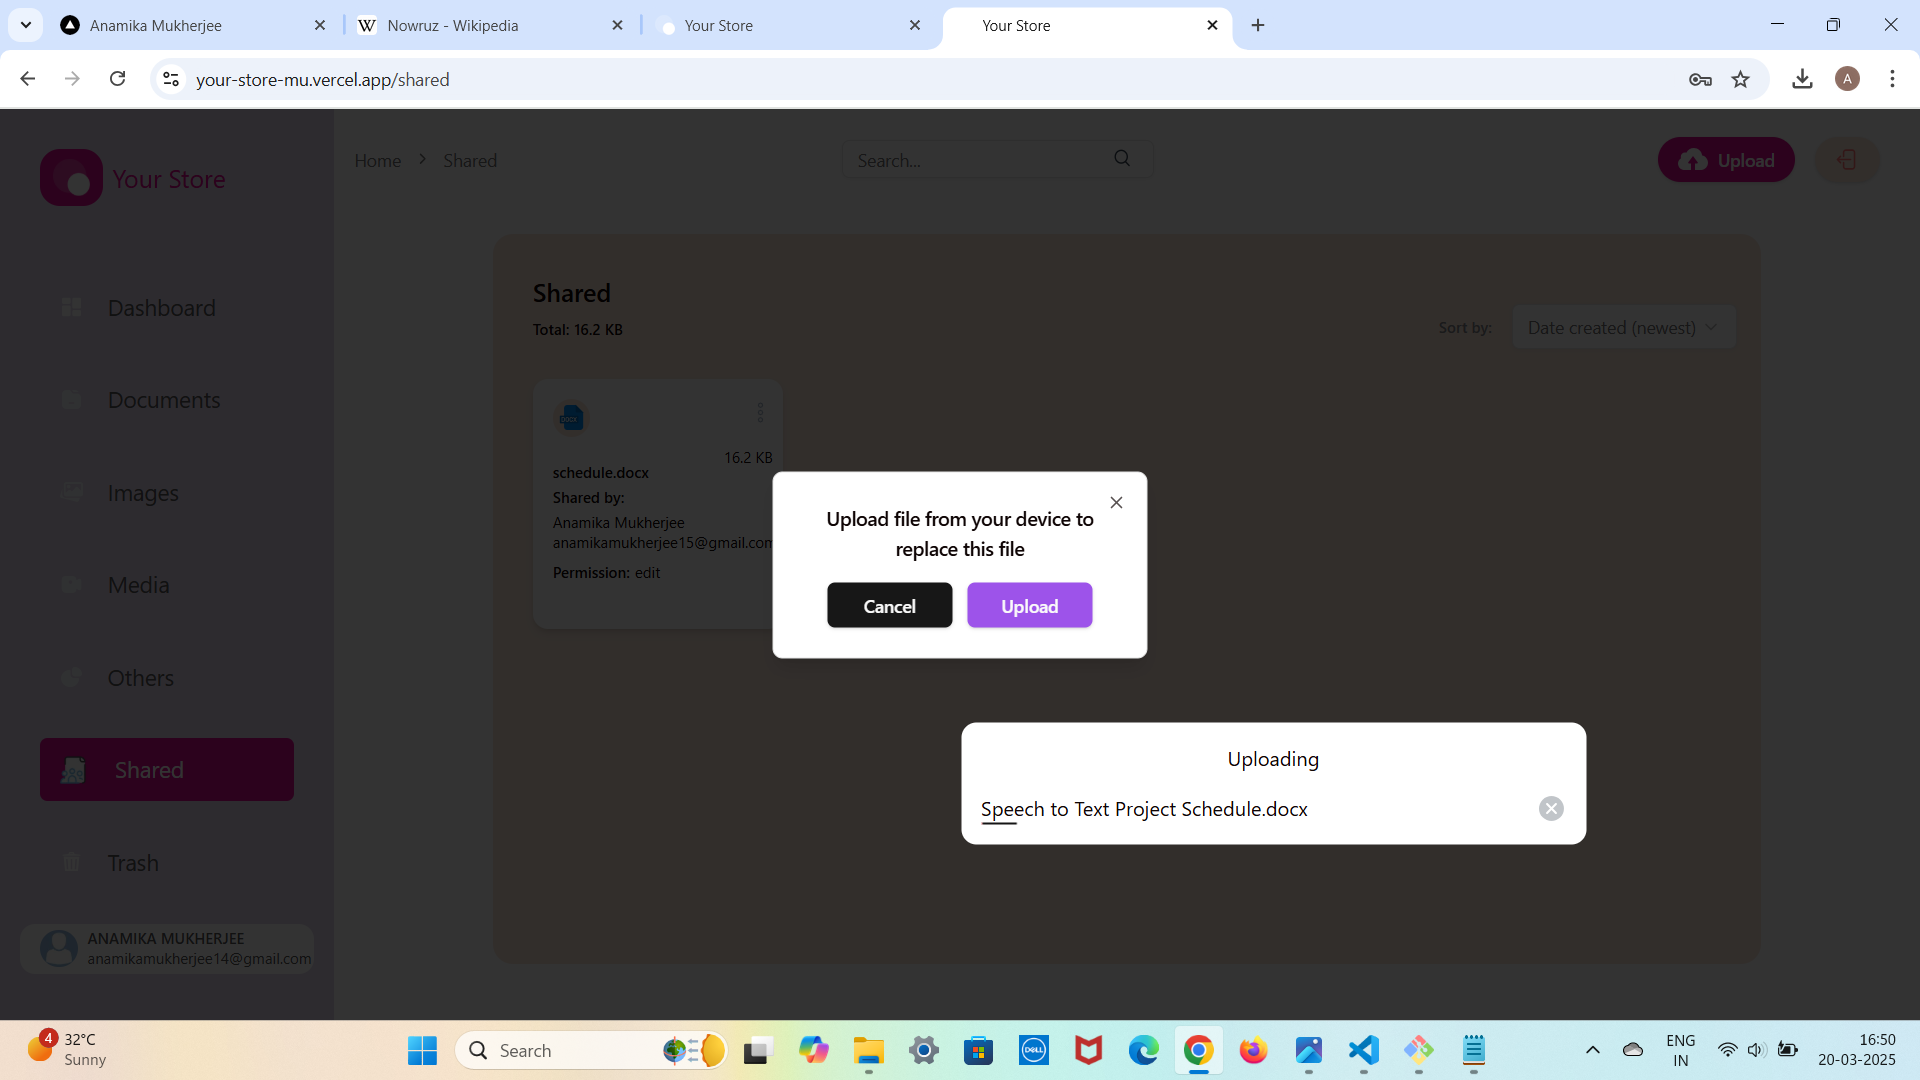 Anamika Mukherjee
W Nowruz - Wikipedia
Your Store
Your Store
your-store-mu.vercel.app/shared
A
Your Store
Home
Shared
Search...
Upload
Dashboard
Documents
Images
Media
Others
Shared
Trash
ANAMIKA MUKHERJEE
anamikamukherjee14@gmail.com
Shared
Total: 16.2 KB
Sort by:
Date created (newest)
DOCX
16.2 KB
schedule.docx
Shared by:
Anamika Mukherjee
anamikamukherjee15@gmail.com
Permission: edit
Upload file from your device to
replace this file
Cancel
Upload
Uploading
Speech to Text Project Schedule.docx
4
32°C
Sunny
Search
DELL
ENG
IN
16:50
20-03-2025